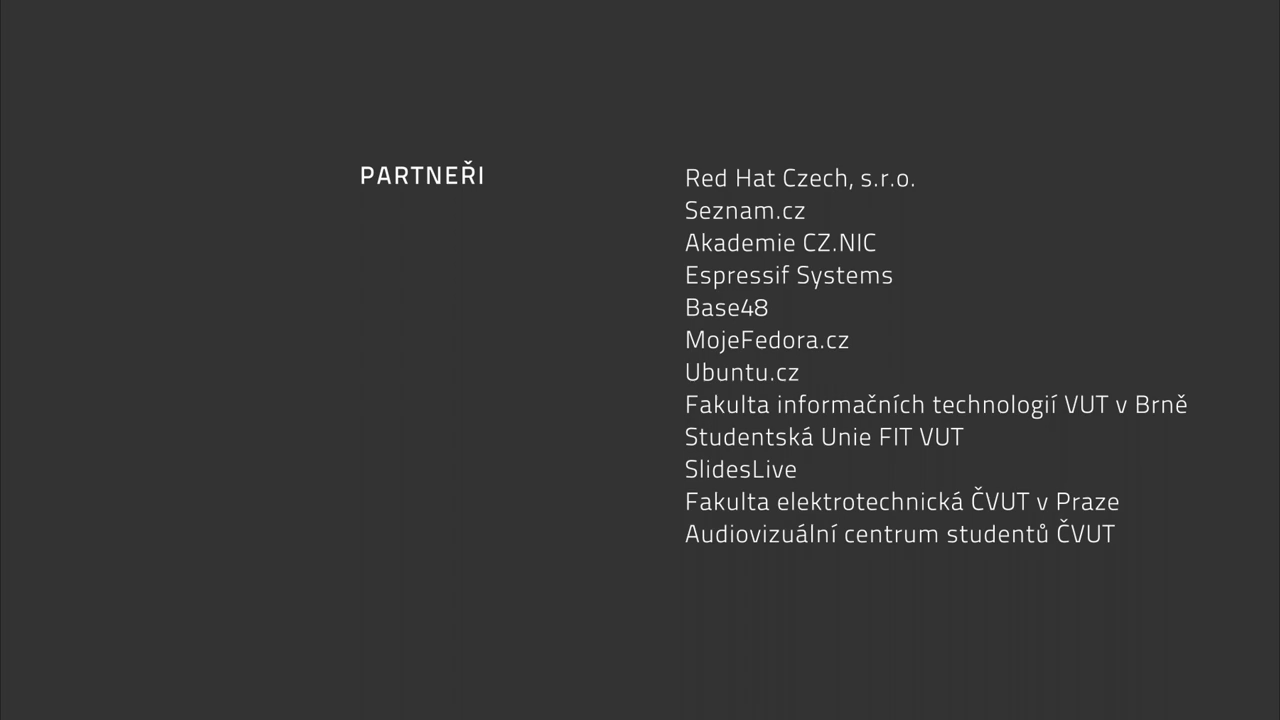 PARTNEŘI
Red Hat Czech, s.r.o.
Seznam.cz
Akademie CZ.NIC
Espressif Systems
Base48
MojeFedora.cz
Ubuntu.cz
Fakulta informačních technologií VUT v Brně
Studentská Unie FIT VUT
SlidesLive
Fakulta elektrotechnická ČVUT v Praze
Audiovizuální centrum studentů ČVUT